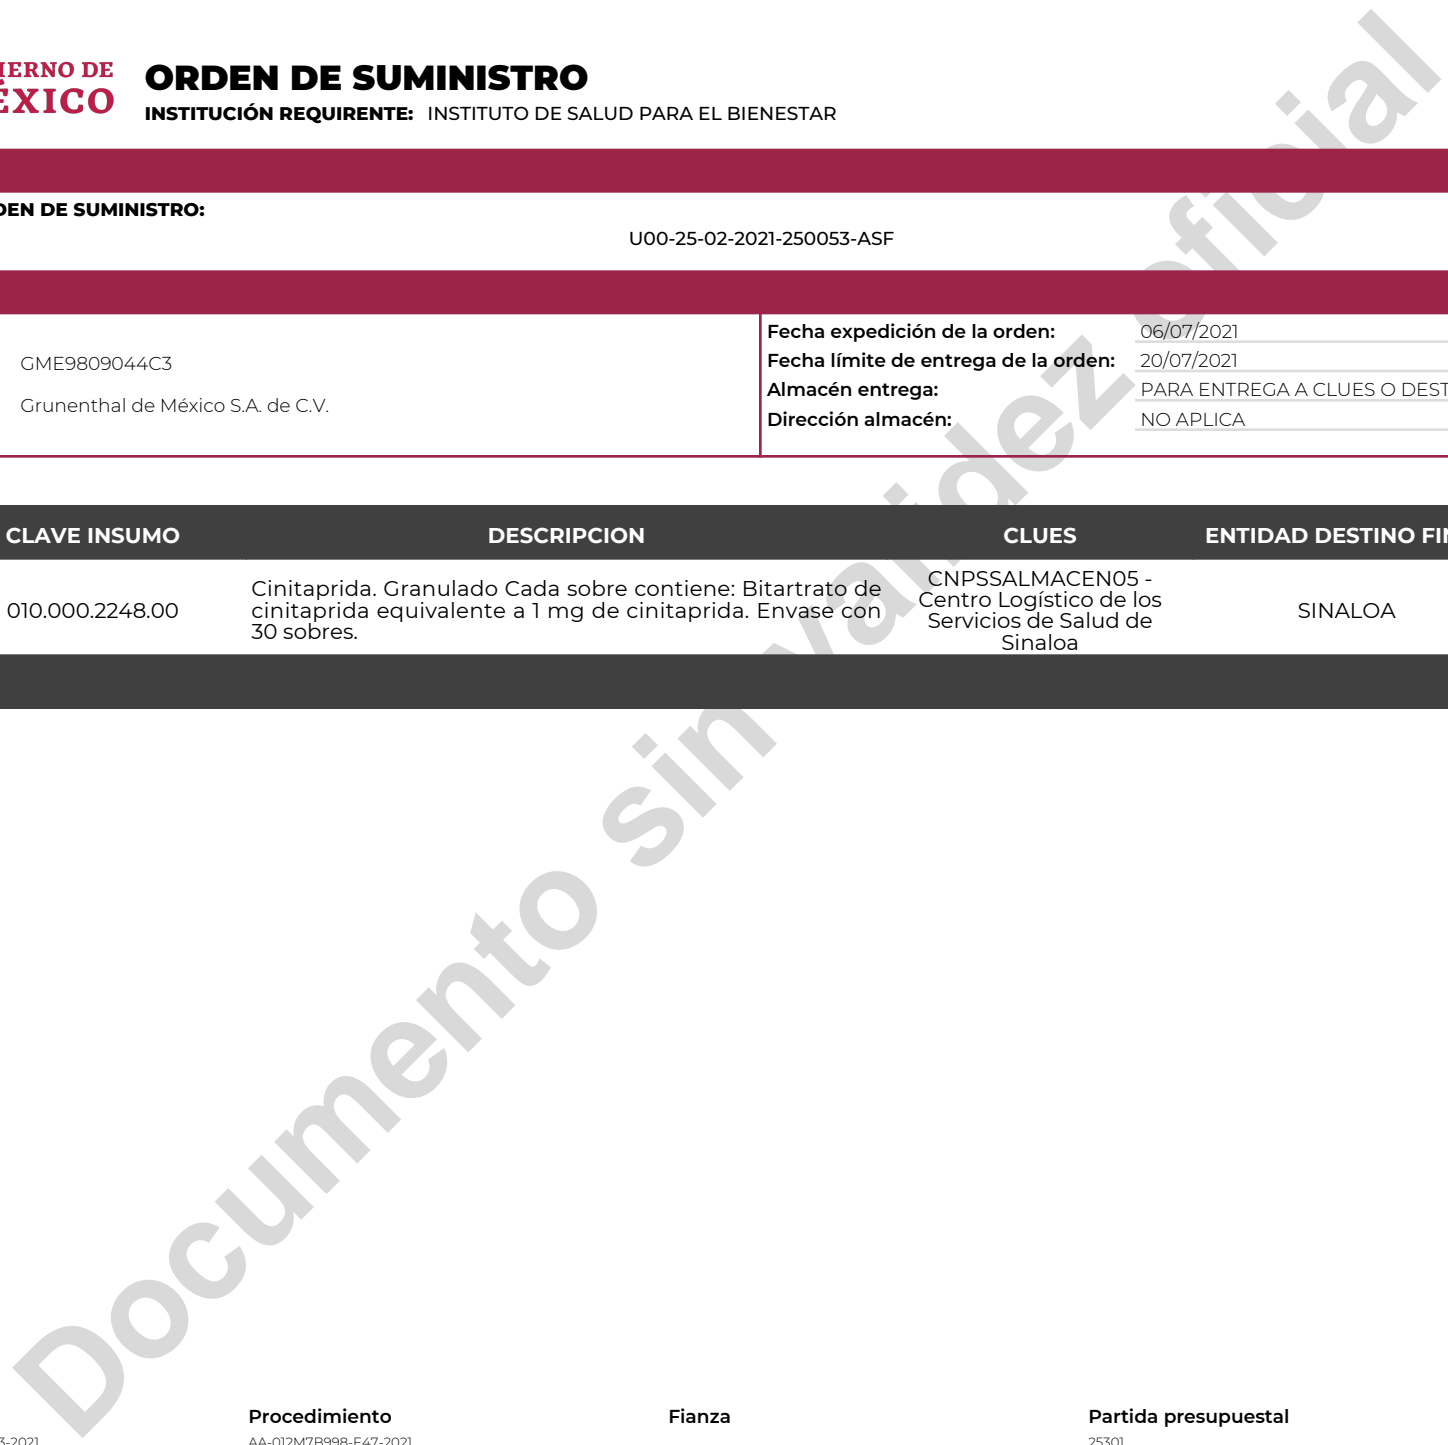 ORDEN DE SUMINISTRO
INSTITUCIÓN REQUIRENTE: INSTITUTO DE SALUD PARA EL BIENESTAR
DE
DE SUMINISTRO:
U00-25-02-2021-250053-ASF
GME9809044C3
Grunenthal de México S.A. de C.V.
Fecha expedición de la orden: 06/07/2021
Fecha límite de entrega de la orden: 20/07/2021
Almacén entrega: PARA ENTREGA A CLUES O
Dirección almacén: NO APLICA
CLAVE INSUMO DESCRIPCION CLUES ENTIDAD DESTINO
010.000.2248.00
Cinitaprida. Granulado Cada sobre contiene: Bitartrato de
cinitaprida equivalente a 1 mg de cinitaprida. Envase con
30 sobres.
CNPSSALMACEN05 -
Centro Logístico de los
Servicios de Salud de
Sinaloa
SINALOA
Documento sin validez oficial
Procedimiento Fianza Partida presupuestal
AA-012M7B998-E47-2021 25301